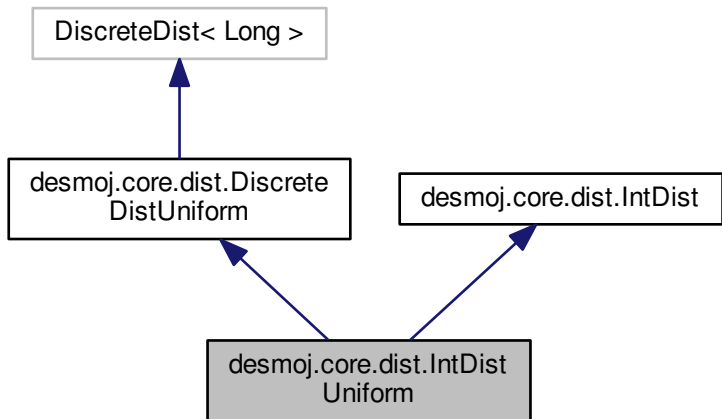 DiscreteDist< Long >
desmoj.core.dist.Discrete
DistUniform
desmoj.core.dist.IntDist
desmoj.core.dist.IntDist
Uniform